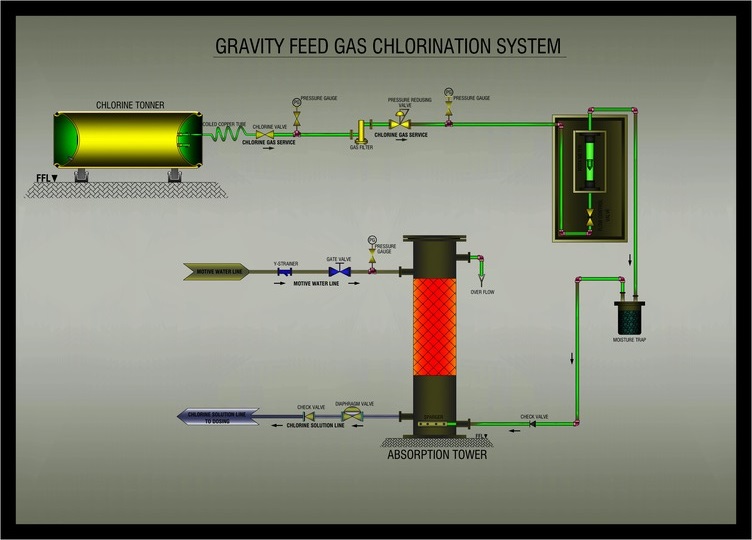 GRAVITY FEED GAS CHLORINATION SYSTEM
CHLORINE TONNER
COILED COPPER TUBE
CHLORINE VALVE
PG
PRESSURE GAUGE
CHLORINE GAS SERVICE
GAS FILTER
PRESSURE REDUSING
VALVE
CHLORINE GAS SERVICE
PG
PRESSURE GAUGE
FFL
MOTIVE WATER LINE
Y-STRAINER
GATE VALVE
PG
PRESSURE
GAUGE
MOTIVE WATER LINE
OVER FLOW
MOISTURE TRAP
CHLORINE SOLUTION LINE
TO DOSING
CHECK VALVE
DIAPHRAGM VALVE
CHLORINE SOLUTION LINE
CHECK VALVE
FFL
ABSORPTION TOWER